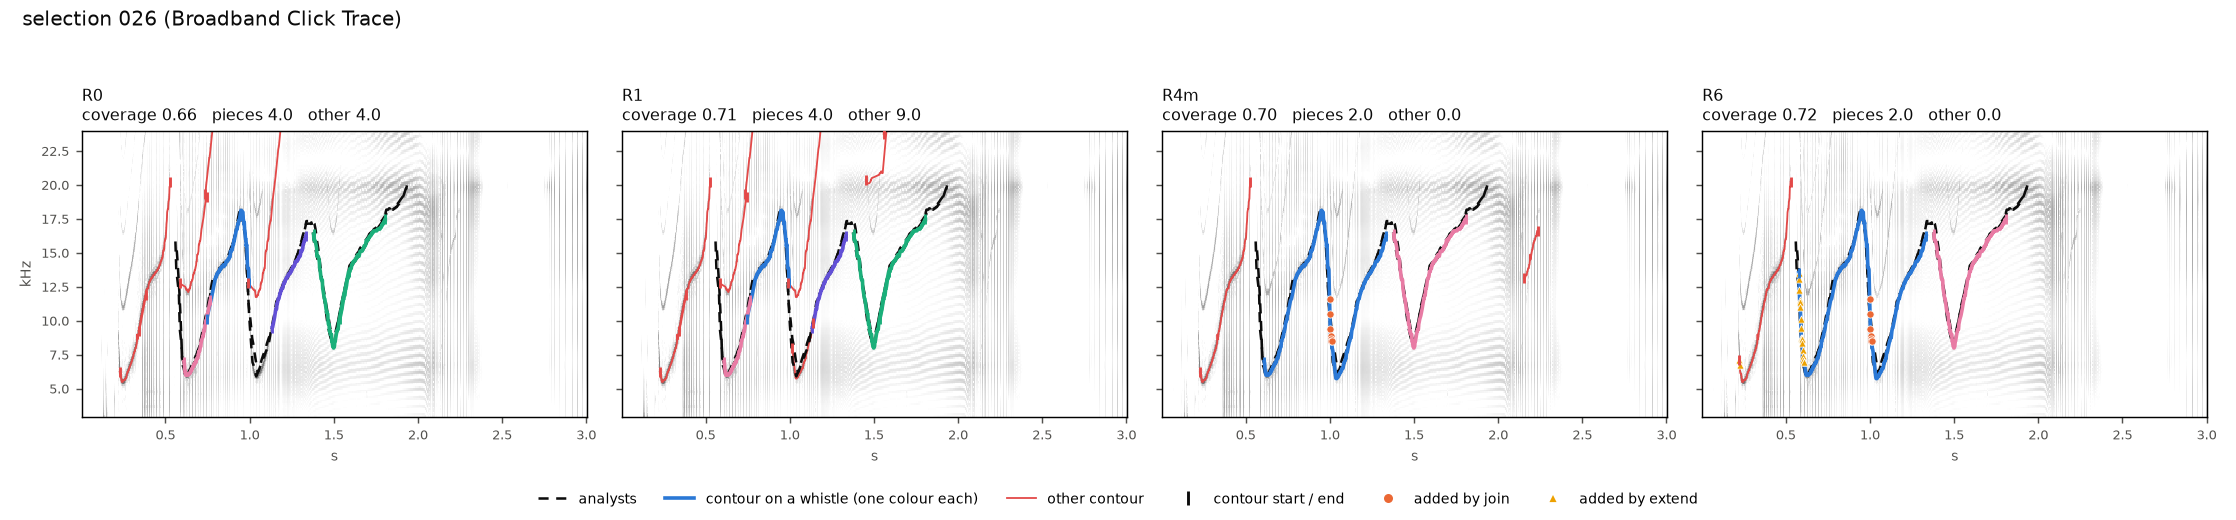 selection 026 (Broadband Click Trace)
R0
coverage 0.66 pieces 4.0 other 4.0
R1
coverage 0.71 pieces 4.0 other 9.0
R4m
coverage 0.70 pieces 2.0 other 0.0
R6
coverage 0.72 pieces 2.0 other 0.0
kHz
22.5
20.0
17.5
15.0
12.5
10.0
7.5
5.0
0.5 1.0 1.5 2.0 2.5 3.0
s
0.5 1.0 1.5 2.0 2.5 3.0
s
0.5 1.0 1.5 2.0 2.5 3.0
s
0.5 1.0 1.5 2.0 2.5 3.0
s
analysts contour on a whistle (one colour each) other contour contour start / end added by join added by extend